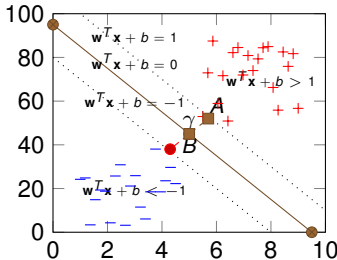 100
80
60
40
20
0
w^T x + b = 1
w^T x + b = 0
w^T x + b = −1
w^T x + b > 1
A
γ
B
w^T x + b < −1
0 2 4 6 8 10